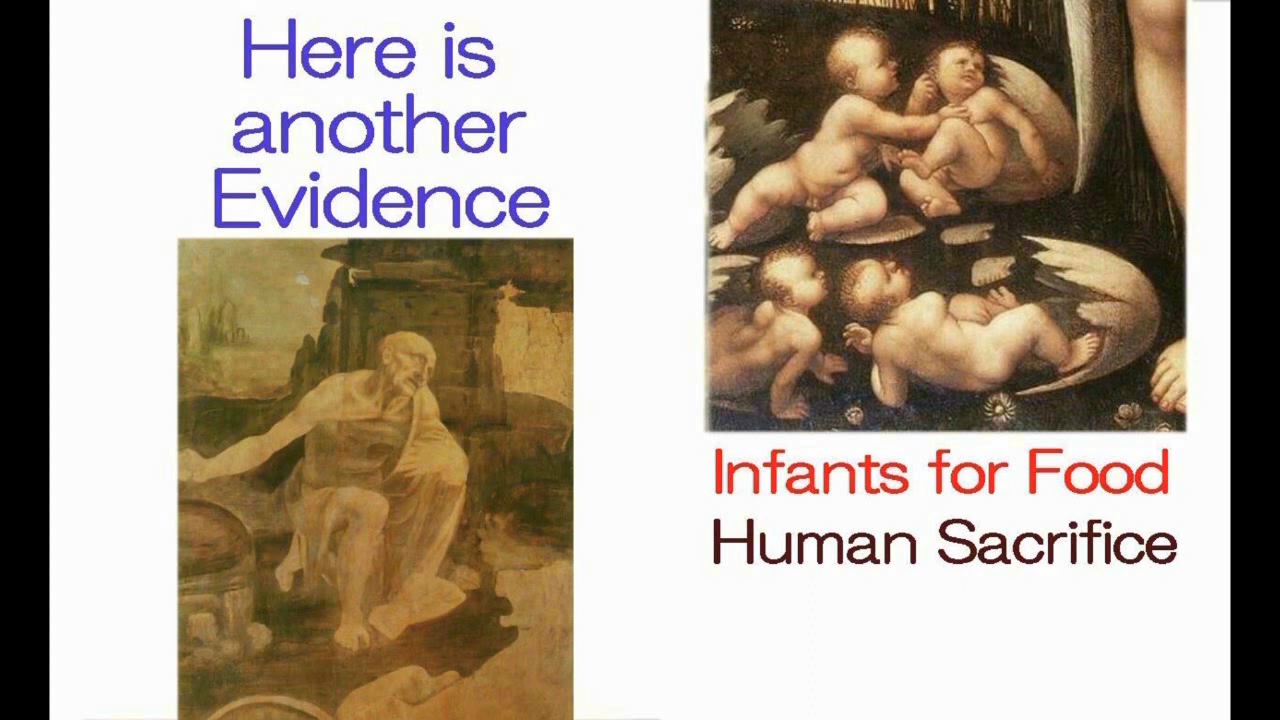 Here is
another
Evidence
Infants for Food
Human Sacrifice